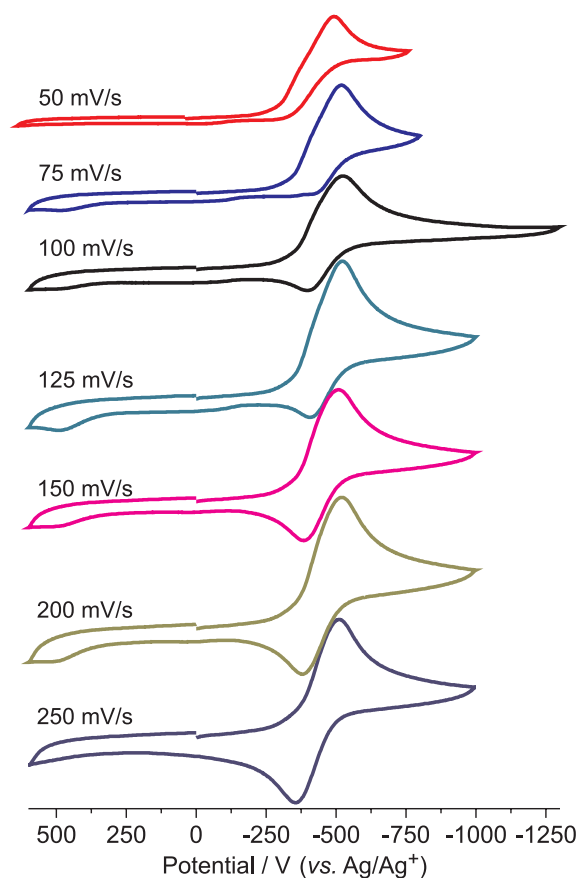 50 mV/s
75 mV/s
100 mV/s
125 mV/s
150 mV/s
200 mV/s
250 mV/s
500 250 0 -250 -500 -750 -1000 -1250
Potential / V (vs. Ag/Ag⁺)